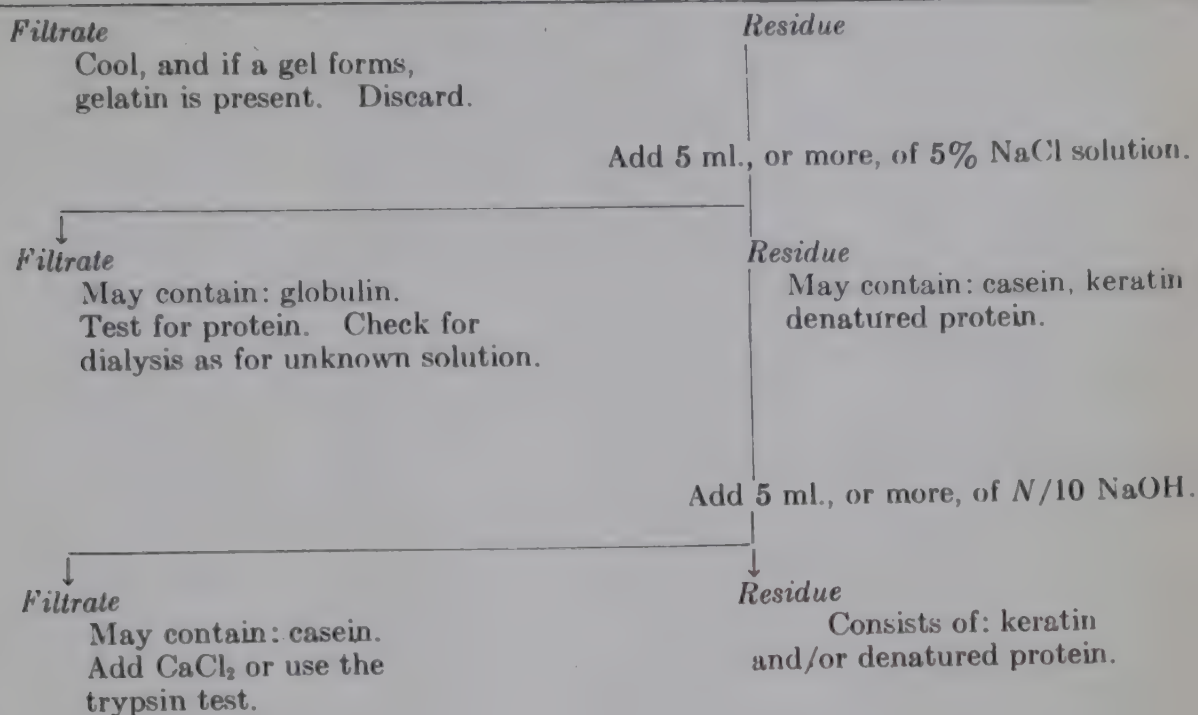 Filtrate
Cool, and if a gel forms,
gelatin is present. Discard.
Residue
Add 5 ml., or more, of 5% NaCl solution.
Filtrate
May contain: globulin.
Test for protein. Check for
dialysis as for unknown solution.
Residue
May contain: casein, keratin
denatured protein.
Add 5 ml., or more, of N/10 NaOH.
Filtrate
May contain: casein.
Add CaCl₂ or use the
trypsin test.
Residue
Consists of: keratin
and/or denatured protein.